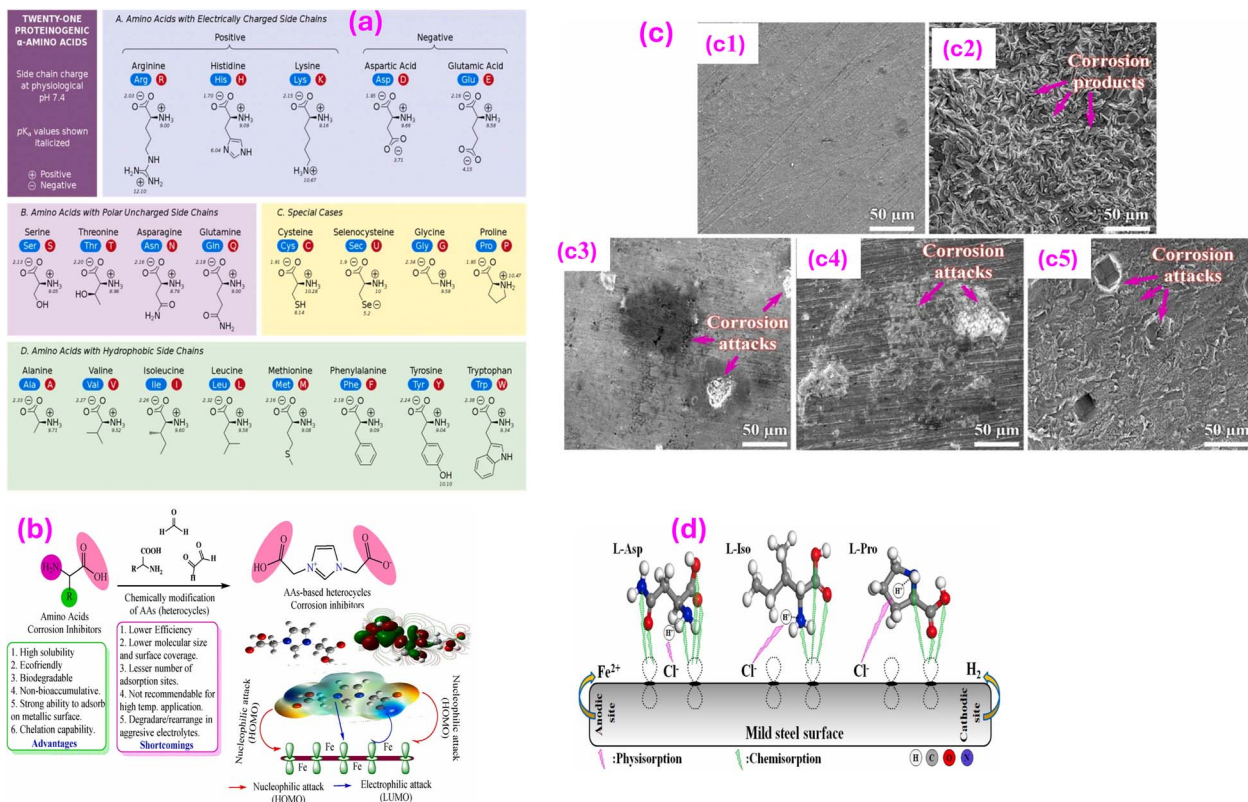 (a)
TWENTY-ONE
PROTEINOGENIC
α-AMINO ACIDS
Side chain charge
at physiological
pH 7.4
pKa values shown
italicized
⊕ Positive
⊖ Negative
A. Amino Acids with Electrically Charged Side Chains
Positive
Negative
Arginine
Arg R
Histidine
His H
Lysine
Lys K
Aspartic Acid
Asp D
Glutamic Acid
Glu E
B. Amino Acids with Polar Uncharged Side Chains
Serine
Ser S
Threonine
Thr T
Asparagine
Asn N
Glutamine
Gln Q
C. Special Cases
Cysteine
Cys C
Selenocysteine
Sec U
Glycine
Gly G
Proline
Pro P
D. Amino Acids with Hydrophobic Side Chains
Alanine
Ala A
Valine
Val V
Isoleucine
Ile I
Leucine
Leu L
Methionine
Met M
Phenylalanine
Phe F
Tyrosine
Tyr Y
Tryptophan
Trp W
(b)
Amino Acids
Corrosion Inhibitors
Chemically modification
of AAs (heterocycles)
AAs-based heterocycles
Corrosion inhibitors
1. High solubility
2. Ecofriendly
3. Biodegradable
4. Non-bioaccumulative.
5. Strong ability to adsorb
on metallic surface.
6. Chelation capability.
Advantages
1. Lower Efficiency
2. Lower molecular size
and surface coverage.
3. Lesser number of
adsorption sites.
4. Not recommendable for
high temp. application.
5. Degradare/rearrange in
aggresive electrolytes.
Shortcomings
Nucleophilic attack
(HOMO)
Nucleophilic attack
(HOMO)
Fe Fe
Fe Fe
Nucleophilic attack
(HOMO)
Electrophilic attack
(LUMO)
(c)
(c1)
50 µm
(c2)
Corrosion
products
50 µm
(c3)
Corrosion
attacks
50 µm
(c4)
Corrosion
attacks
50 µm
(c5)
Corrosion
attacks
50 µm
(d)
L-Asp
L-Iso
L-Pro
Fe2+
Cl-
Cl-
Cl-
H2
Anodic
site
Mild steel surface
Cathodic
site
:Physisorption
:Chemisorption
H C O N